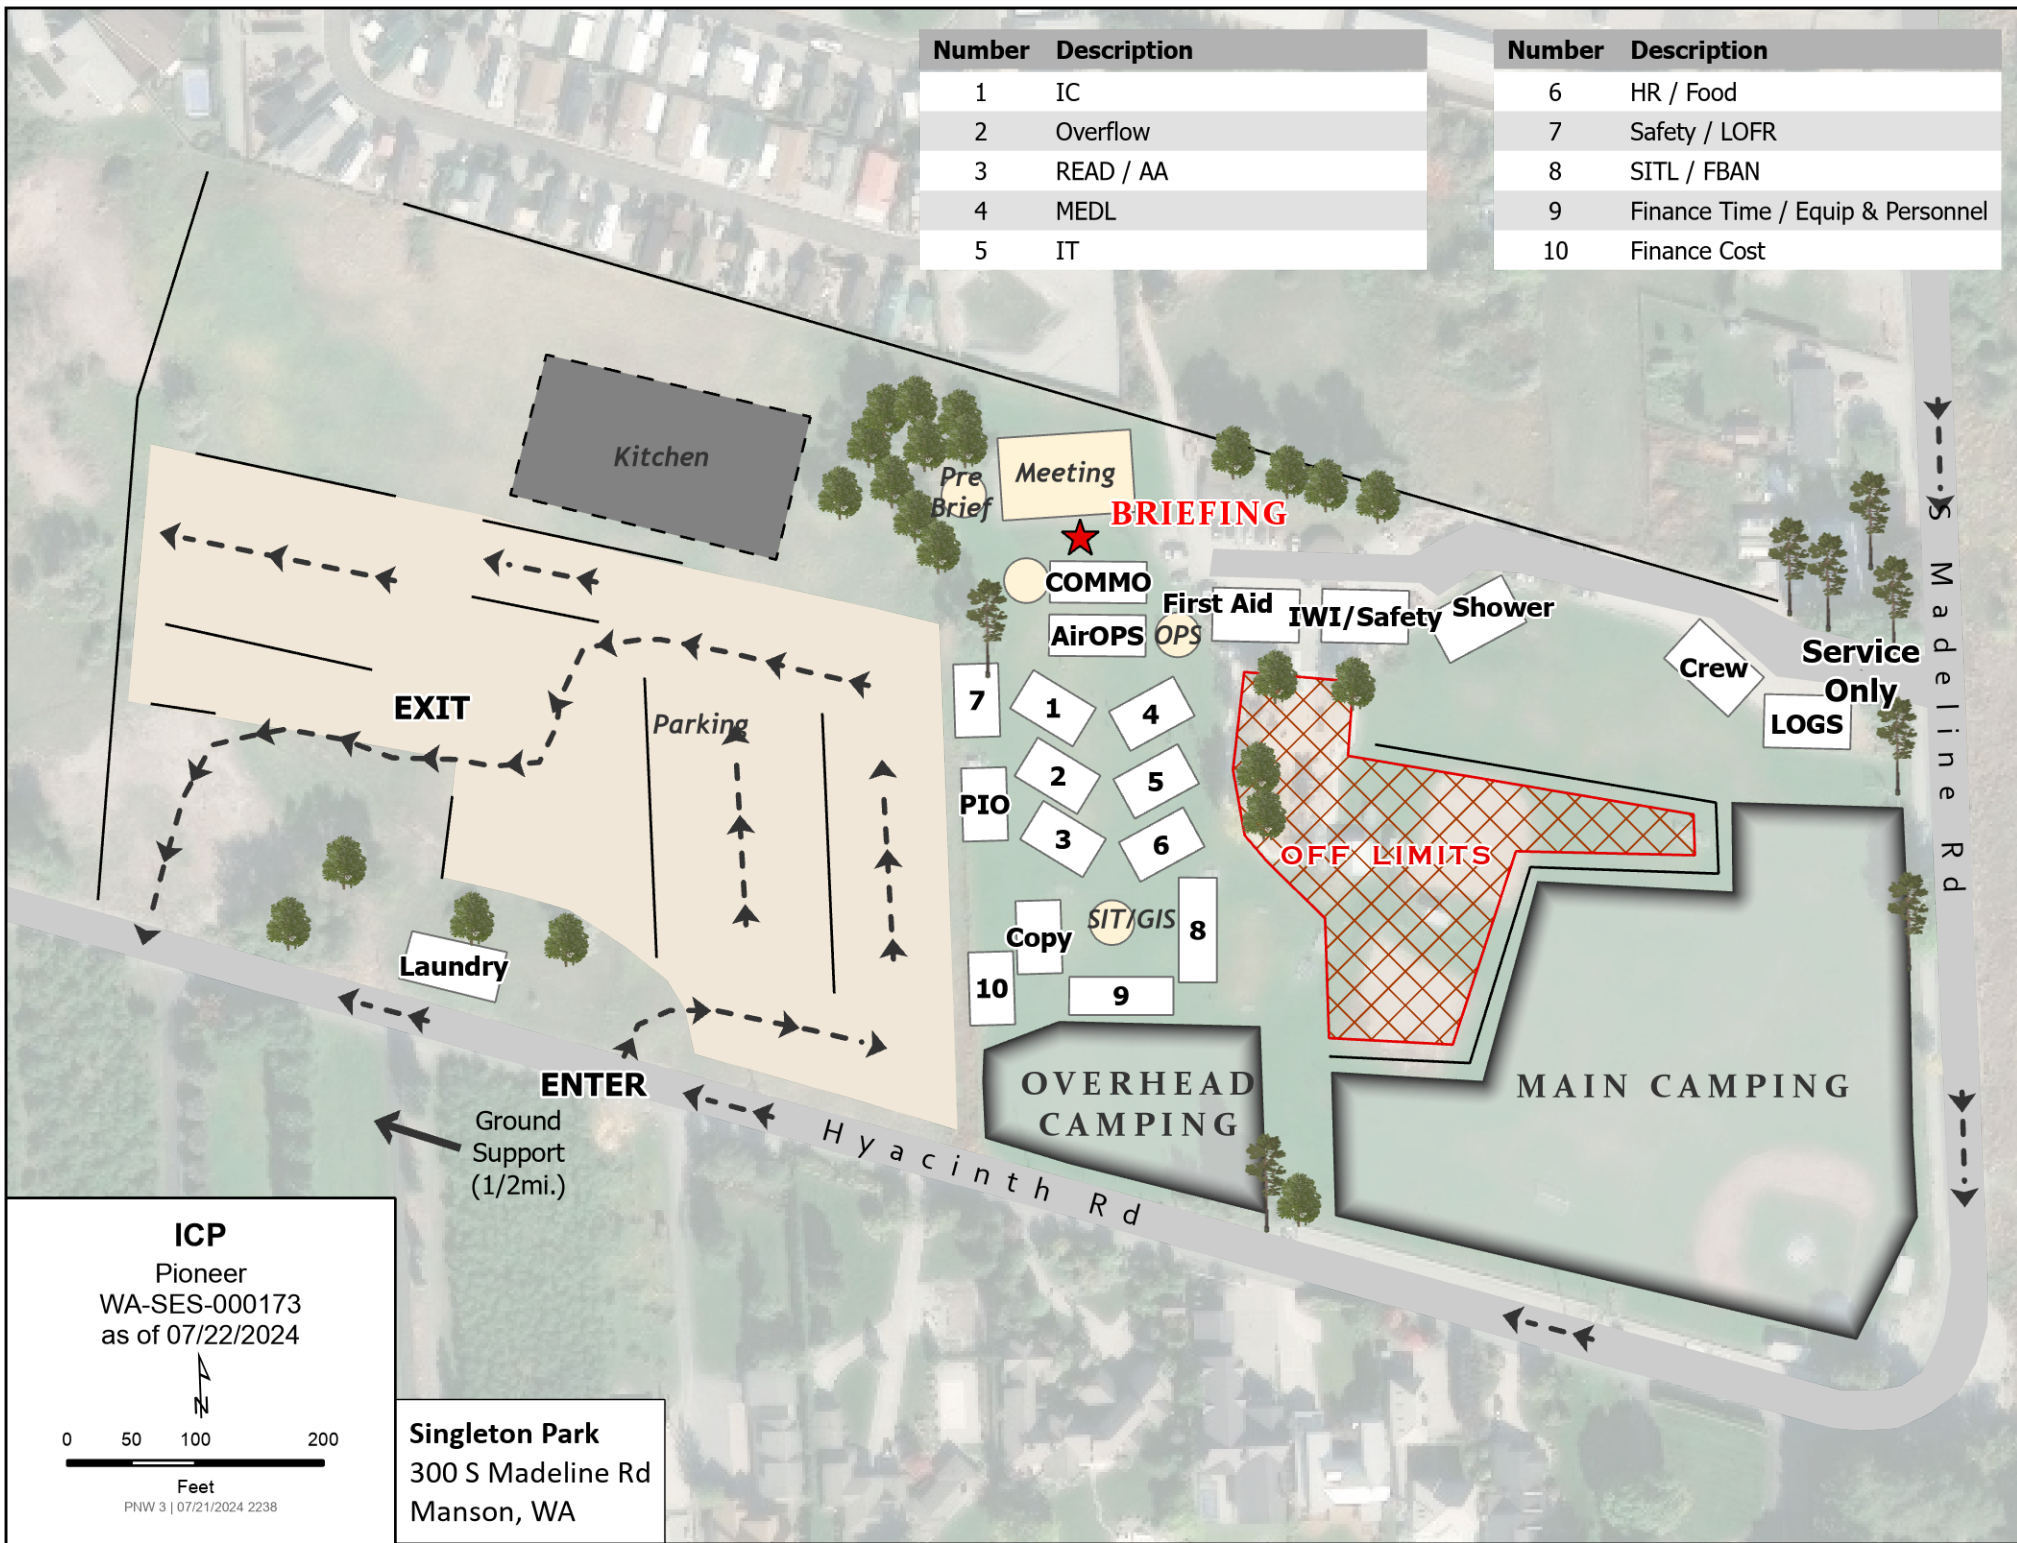 Number Description
1 IC
2 Overflow
3 READ / AA
4 MEDL
5 IT
Number Description
6 HR / Food
7 Safety / LOFR
8 SITL / FBAN
9 Finance Time / Equip & Personnel
10 Finance Cost
Kitchen
Pre
Brief
Meeting
BRIEFING
COMMO
First Aid
IWI/Safety
Shower
AirOPS
OPS
Crew
Service
Only
LOGS
S Madeline Rd
EXIT
Parking
7
1
4
PIO
2
5
3
6
OFF LIMITS
Copy
SIT/GIS
8
10
9
Laundry
ENTER
Ground
Support
(1/2mi.)
Hyacinth Rd
OVERHEAD
CAMPING
MAIN CAMPING
ICP
Pioneer
WA-SES-000173
as of 07/22/2024
N
0 50 100 200
Feet
PNW 3 | 07/21/2024 2238
Singleton Park
300 S Madeline Rd
Manson, WA